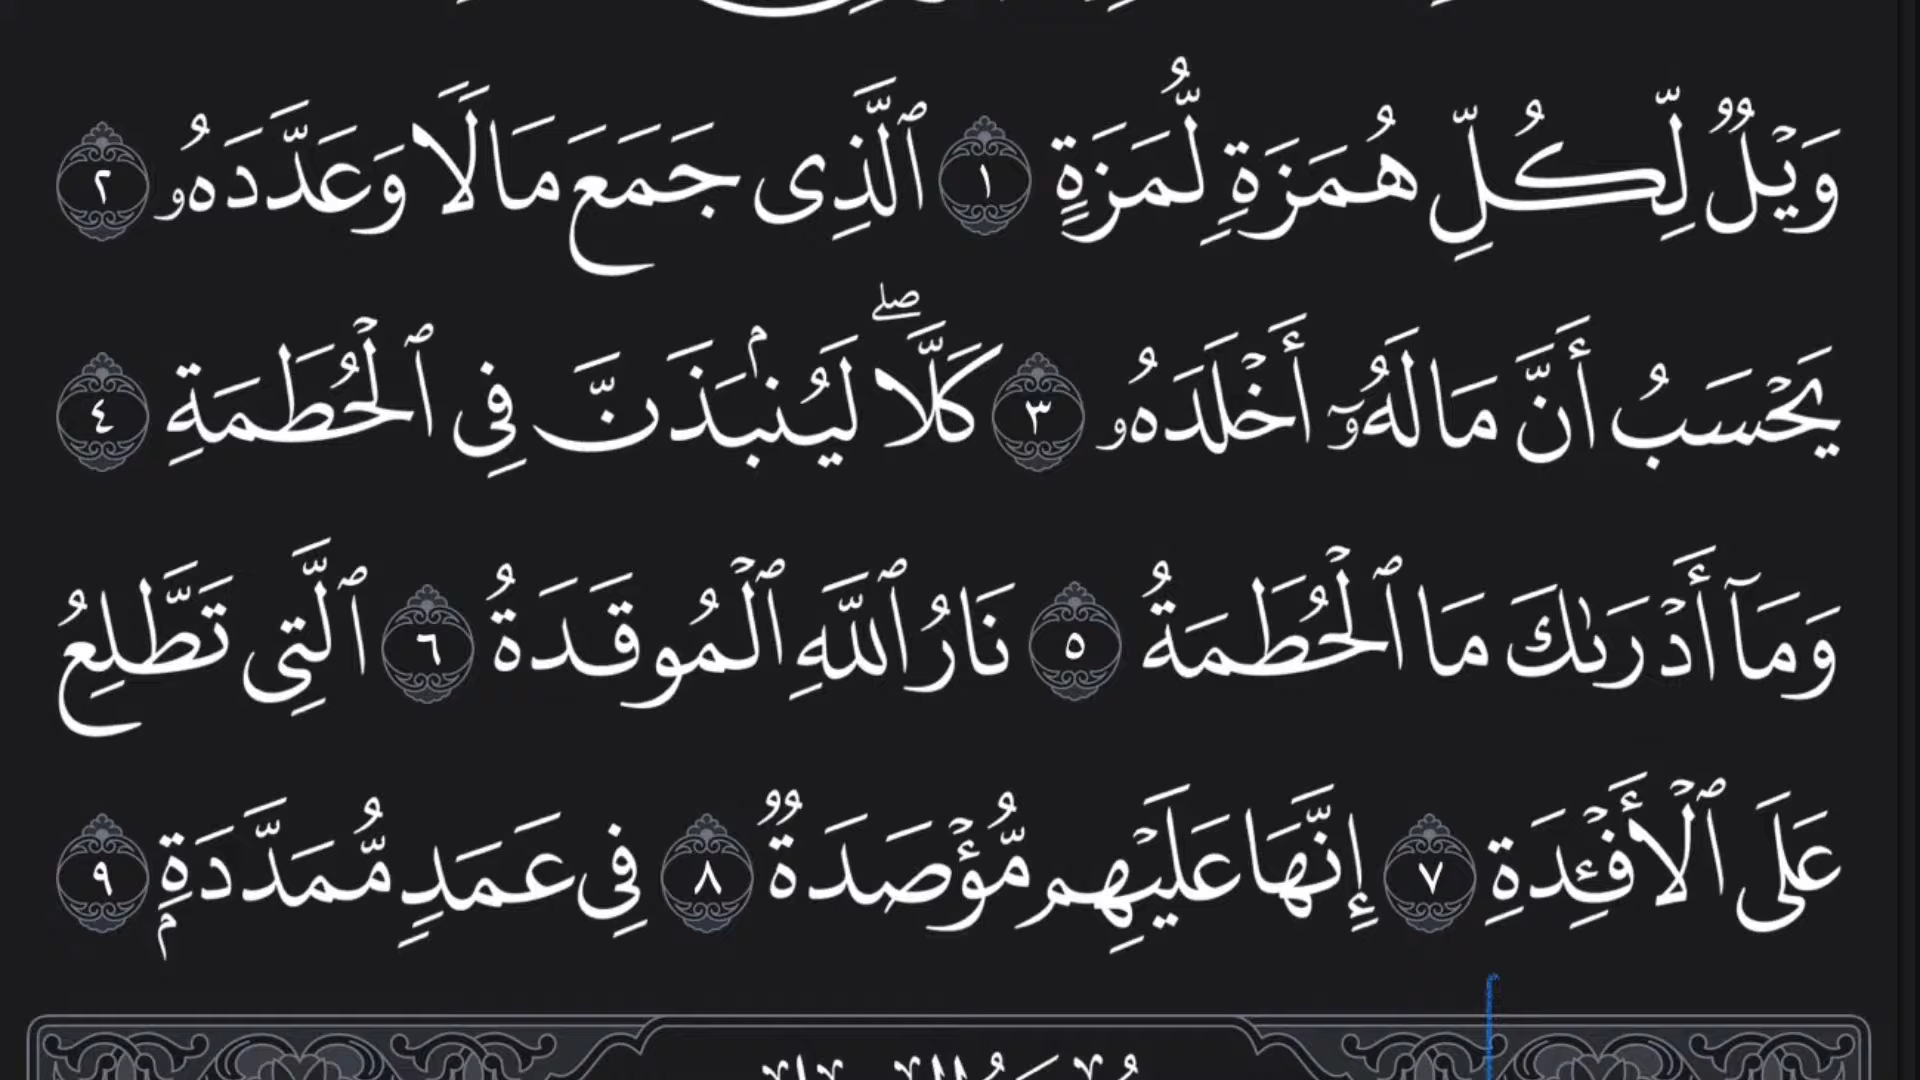 وَيْلٌ لِّكُلِّ هُمَزَةٍ لُّمَزَةٍ ١ ٱلَّذِى جَمَعَ مَالًا وَعَدَّدَهُۥ ٢
يَحْسَبُ أَنَّ مَالَهُۥٓ أَخْلَدَهُۥ ٣ كَلَّا ۖ لَيُنۢبَذَنَّ فِى ٱلْحُطَمَةِ ٤
وَمَآ أَدْرَىٰكَ مَا ٱلْحُطَمَةُ ٥ نَارُ ٱللَّهِ ٱلْمُوقَدَةُ ٦ ٱلَّتِى تَطَّلِعُ
عَلَى ٱلْأَفْـِٔدَةِ ٧ إِنَّهَا عَلَيْهِم مُّؤْصَدَةٌ ٨ فِى عَمَدٍ مُّمَدَّدَةٍۭ ٩